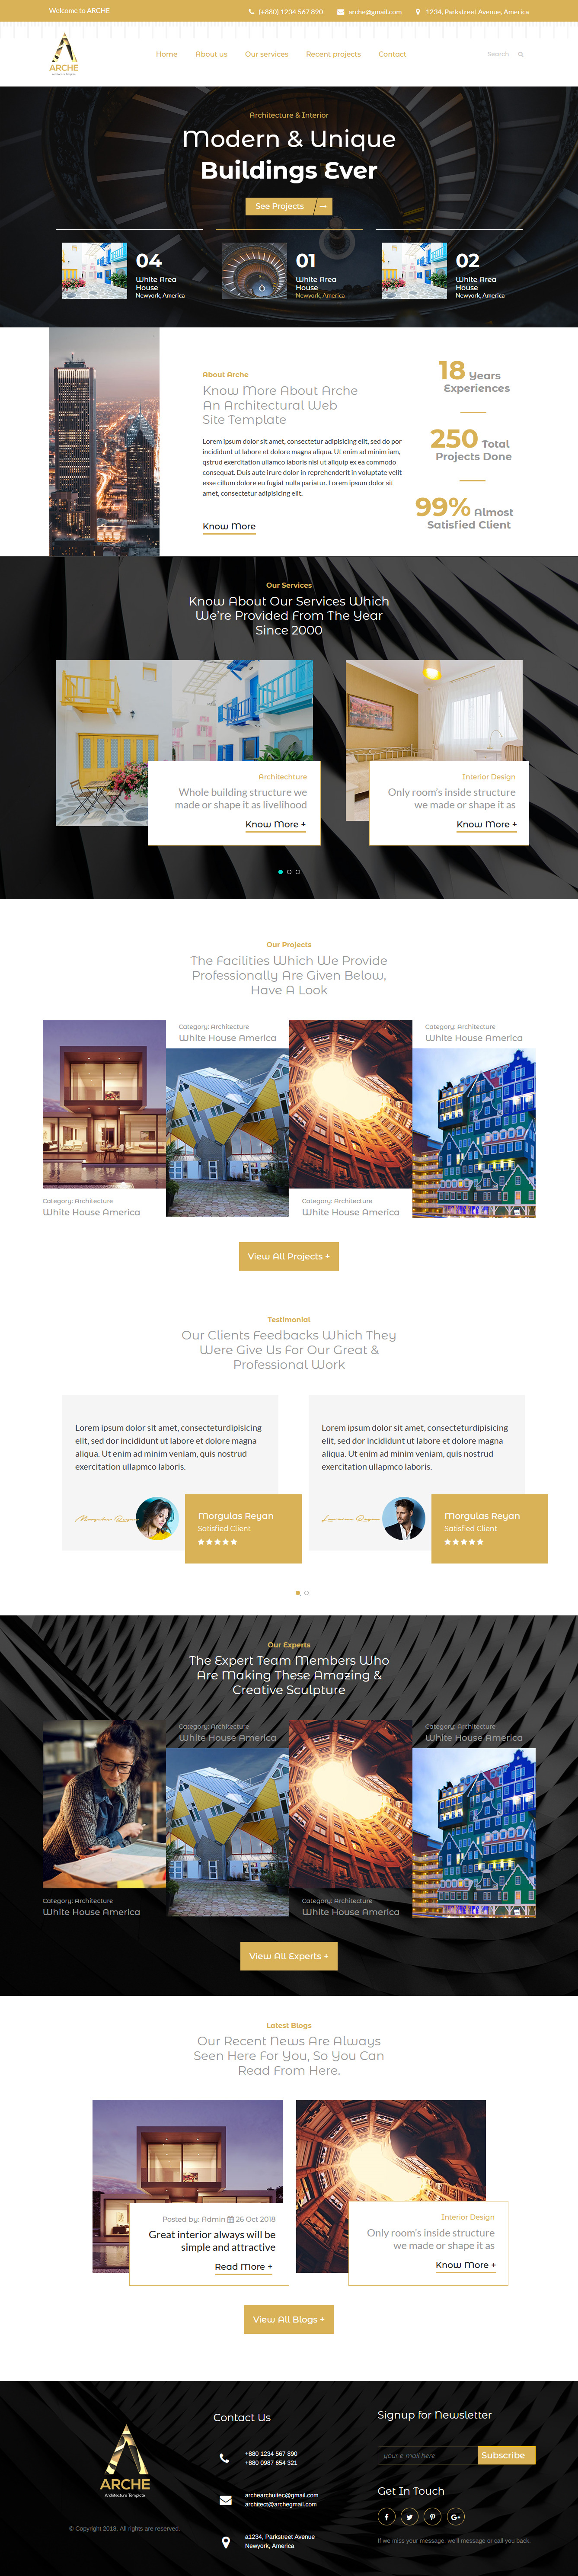 Welcome to ARCHE
(+880) 1234 567 890
arche@gmail.com
1234, Parkstreet Avenue, America
ARCHE
Home
About us
Our services
Recent projects
Contact
Search
Architecture & Interior
Modern & Unique
Buildings Ever
See Projects
04
White Area
House
Newyork, America
01
White Area
House
Newyork, America
02
White Area
House
Newyork, America
About Arche
Know More About Arche
An Architectural Web
Site Template
Lorem ipsum dolor sit amet, consectetur adipisicing elit, sed do por
incididunt ut labore et dolore magna aliqua. Ut enim ad minim iam,
qstrud exercitation ullamco laboris nisi ut aliquip ex ea commodo
consequat. Duis aute irure dolor in reprehenderit in voluptate velit
esse cillum dolore eu fugiat nulla pariatur. Lorem ipsum dolor sit
amet, consectetur adipisicing elit.
Know More
18 Years
Experiences
250 Total
Projects Done
99% Almost
Satisfied Client
Our Services
Know About Our Services Which
We're Provided From The Year
Since 2000
Architechture
Whole building structure we
made or shape it as livelihood
Know More +
Interior Design
Only room's inside structure
we made or shape it as
Know More +
Our Projects
The Facilities Which We Provide
Professionally Are Given Below,
Have A Look
Category: Architecture
White House America
Category: Architecture
White House America
Category: Architecture
White House America
Category: Architecture
White House America
View All Projects +
Testimonial
Our Clients Feedbacks Which They
Were Give Us For Our Great &
Professional Work
Lorem ipsum dolor sit amet, consecteturdipisicing
elit, sed dor incididunt ut labore et dolore magna
aliqua. Ut enim ad minim veniam, quis nostrud
exercitation ullampco laboris.
Morgulas Reyan
Satisfied Client
Lorem ipsum dolor sit amet, consecteturdipisicing
elit, sed dor incididunt ut labore et dolore magna
aliqua. Ut enim ad minim veniam, quis nostrud
exercitation ullampco laboris.
Morgulas Reyan
Satisfied Client
Our Experts
The Expert Team Members Who
Are Making These Amazing &
Creative Sculpture
Category: Architecture
White House America
Category: Architecture
White House America
Category: Architecture
White House America
Category: Architecture
White House America
View All Experts +
Latest Blogs
Our Recent News Are Always
Seen Here For You, So You Can
Read From Here.
Posted by: Admin 26 Oct 2018
Great interior always will be
simple and attractive
Read More +
Interior Design
Only room's inside structure
we made or shape it as
Know More +
View All Blogs +
ARCHE
Architecture Template
© Copyright 2018. All rights are reserved.
Contact Us
+880 1234 567 890
+880 0987 654 321
archearchuitec@gmail.com
architect@archegmail.com
a1234, Parkstreet Avenue
Newyork, America
Signup for Newsletter
your e-mail here
Subscribe
Get In Touch
If we miss your message, we'll message or call you back.